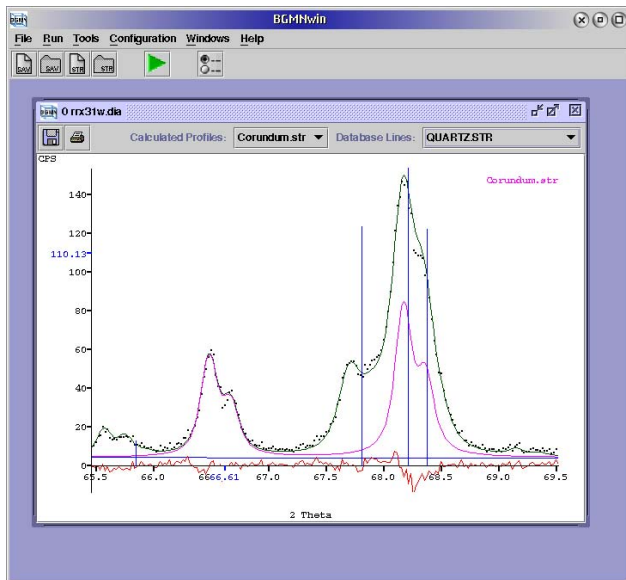 BGMNwin
File Run Tools Configuration Windows Help
SAV SAV STR STR
0 rrx31w.dia
Calculated Profiles: Corundum.str Database Lines: QUARTZ.STR
CPS
Corundum.str
140
120
110.13
100
80
60
40
20
0
65.5 66.0 6666.61 67.0 67.5 68.0 68.5 69.0 69.5
2 Theta